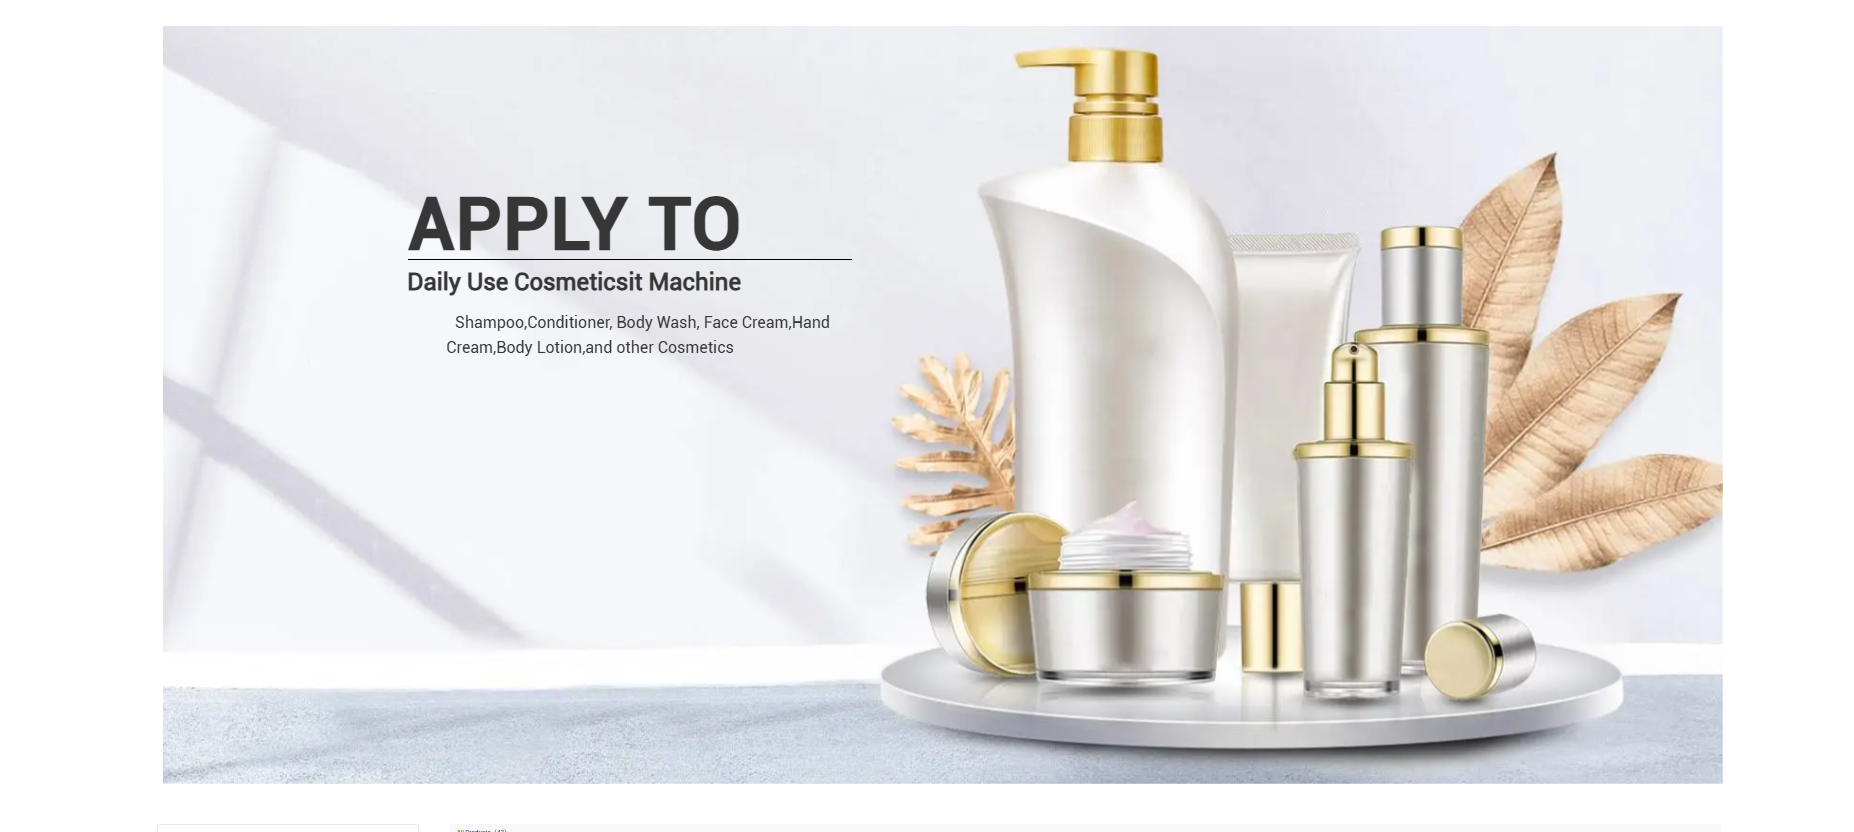 APPLY TO
Daily Use Cosmeticsit Machine
Shampoo,Conditioner, Body Wash, Face Cream,Hand
Cream,Body Lotion,and other Cosmetics